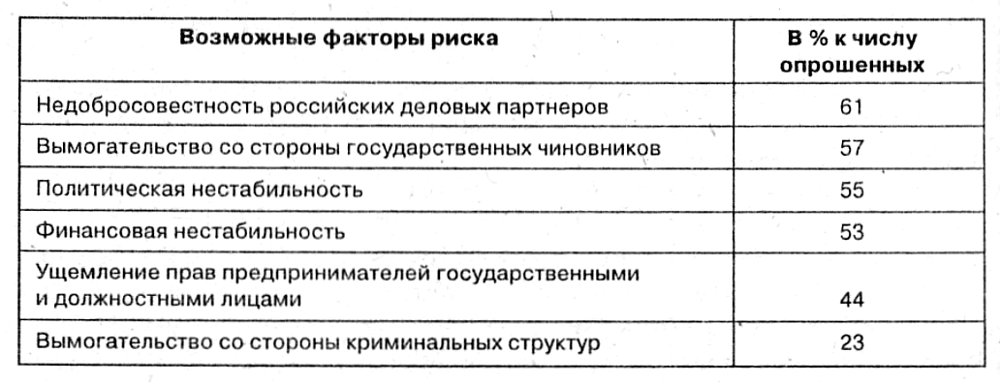 Возможные факторы риска
В % к числу
опрошенных
Недобросовестность российских деловых партнеров 61
Вымогательство со стороны государственных чиновников 57
Политическая нестабильность 55
Финансовая нестабильность 53
Ущемление прав предпринимателей государственными
и должностными лицами 44
Вымогательство со стороны криминальных структур 23